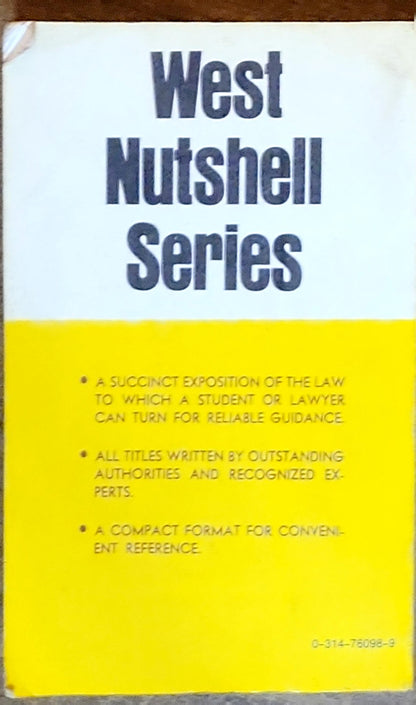 West
Nutshell
Series
• A SUCCINCT EXPOSITION OF THE LAW
TO WHICH A STUDENT OR LAWYER
CAN TURN FOR RELIABLE GUIDANCE.
• ALL TITLES WRITTEN BY OUTSTANDING
AUTHORITIES AND RECOGNIZED EX-
PERTS.
• A COMPACT FORMAT FOR CONVENI-
ENT REFERENCE.
0-314-76098-9